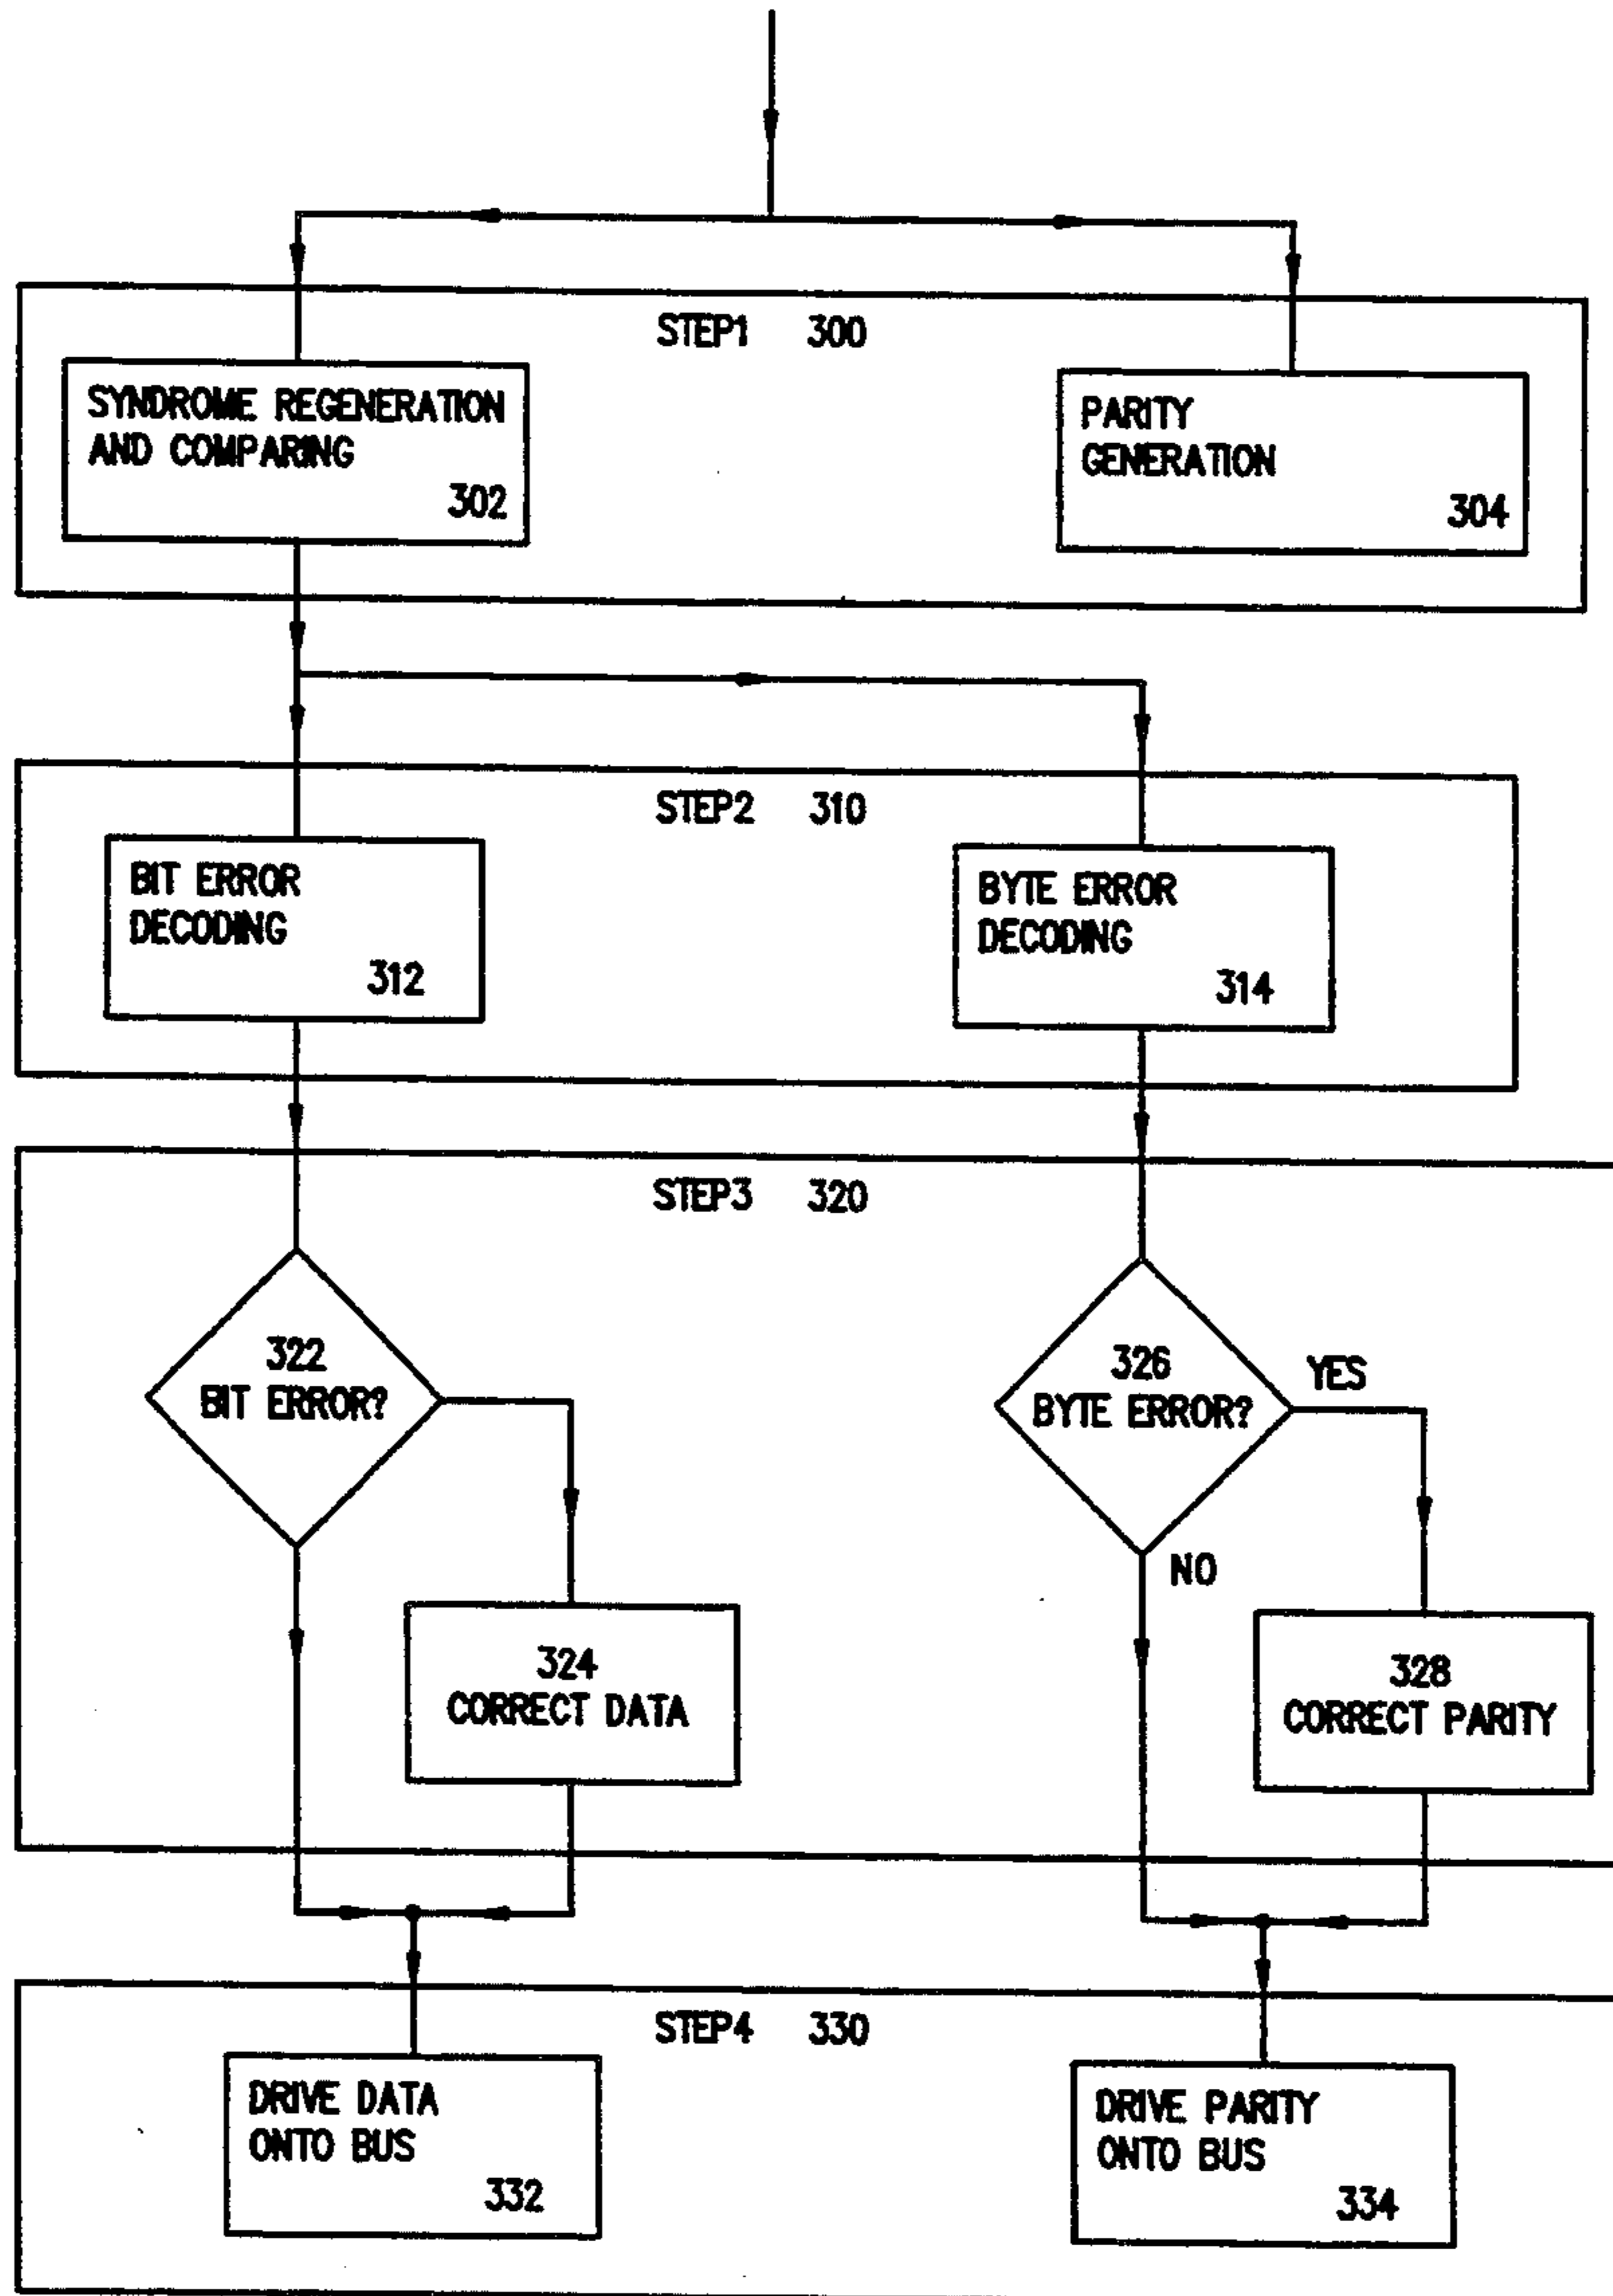 STEP1 300
SYNDROME REGENERATION
AND COMPARING
302
PARITY
GENERATION
304
STEP2 310
BIT ERROR
DECODING
312
BYTE ERROR
DECODING
314
STEP3 320
322
BIT ERROR?
326
BYTE ERROR?
YES
NO
324
CORRECT DATA
328
CORRECT PARITY
STEP4 330
DRIVE DATA
ONTO BUS
332
DRIVE PARITY
ONTO BUS
334